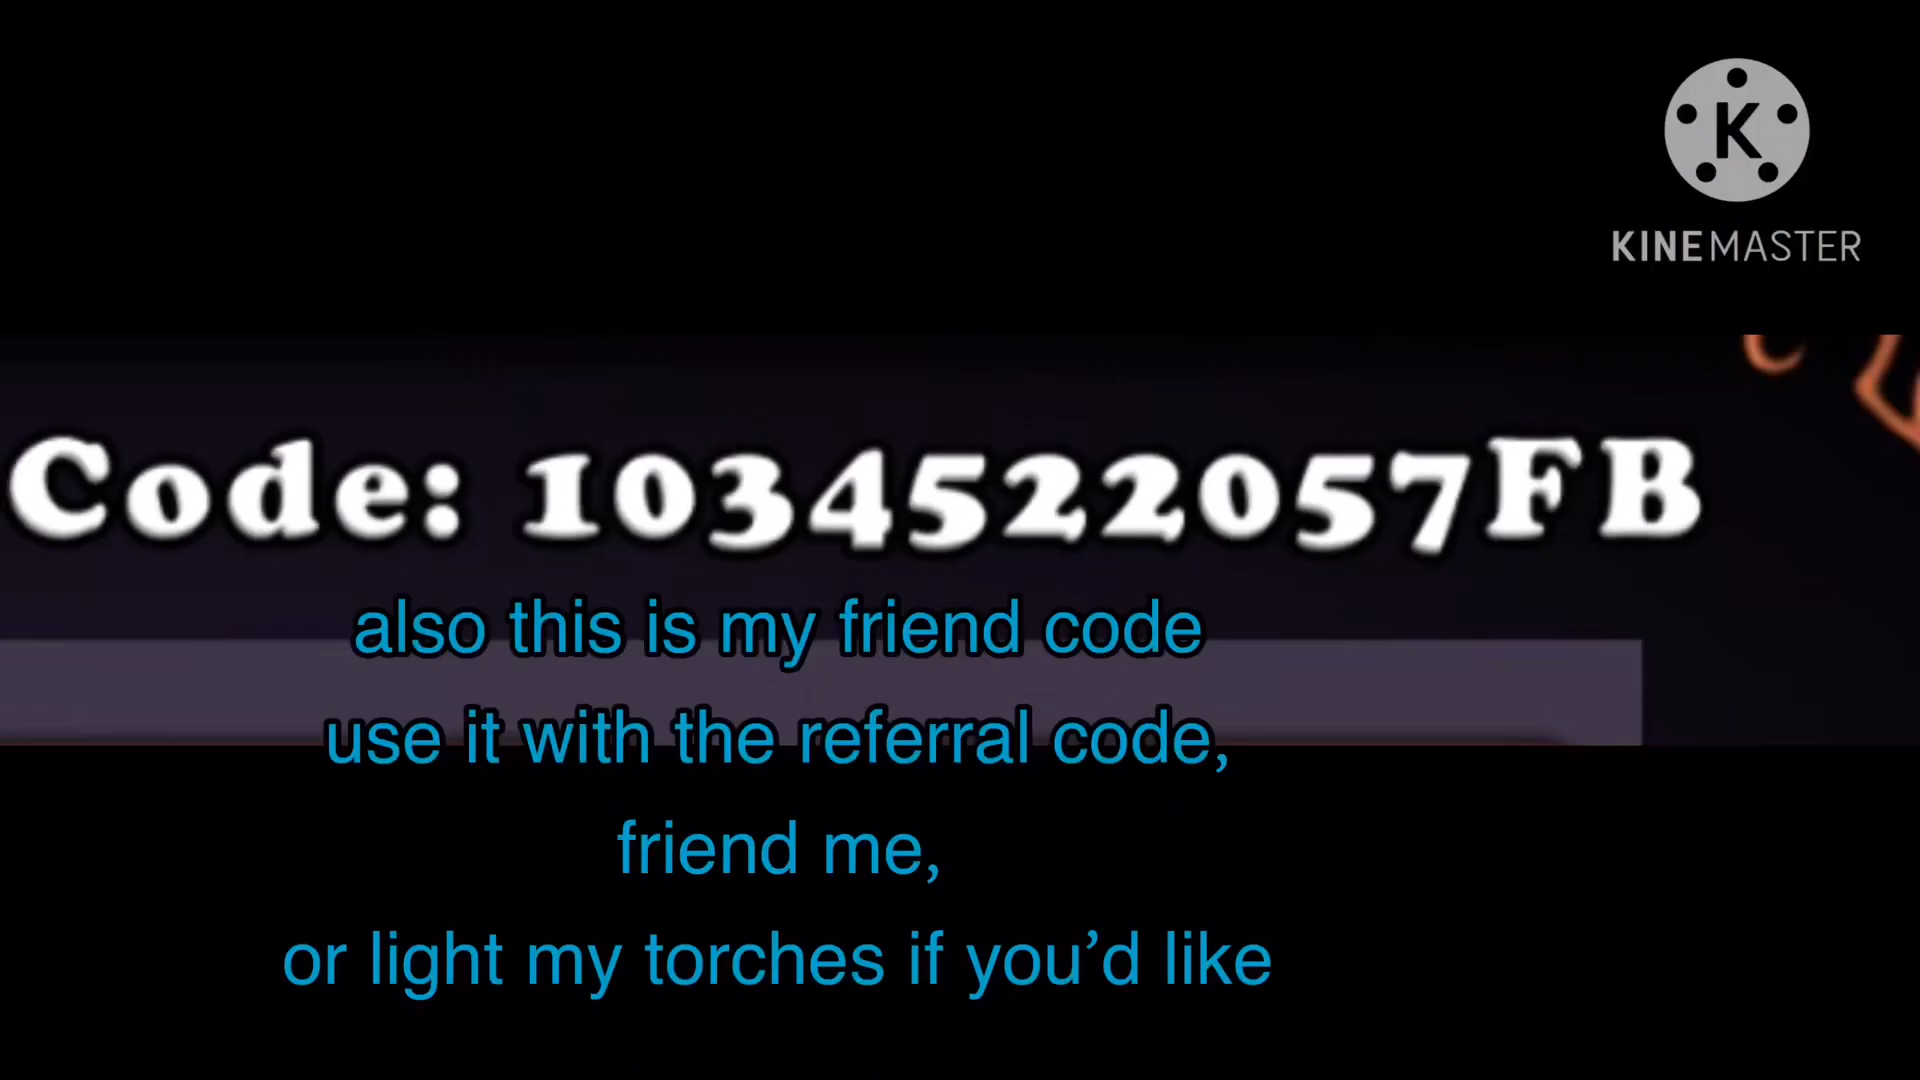 K
KINEMASTER
Code: 1034522057FB
also this is my friend code
use it with the referral code,
friend me,
or light my torches if you’d like